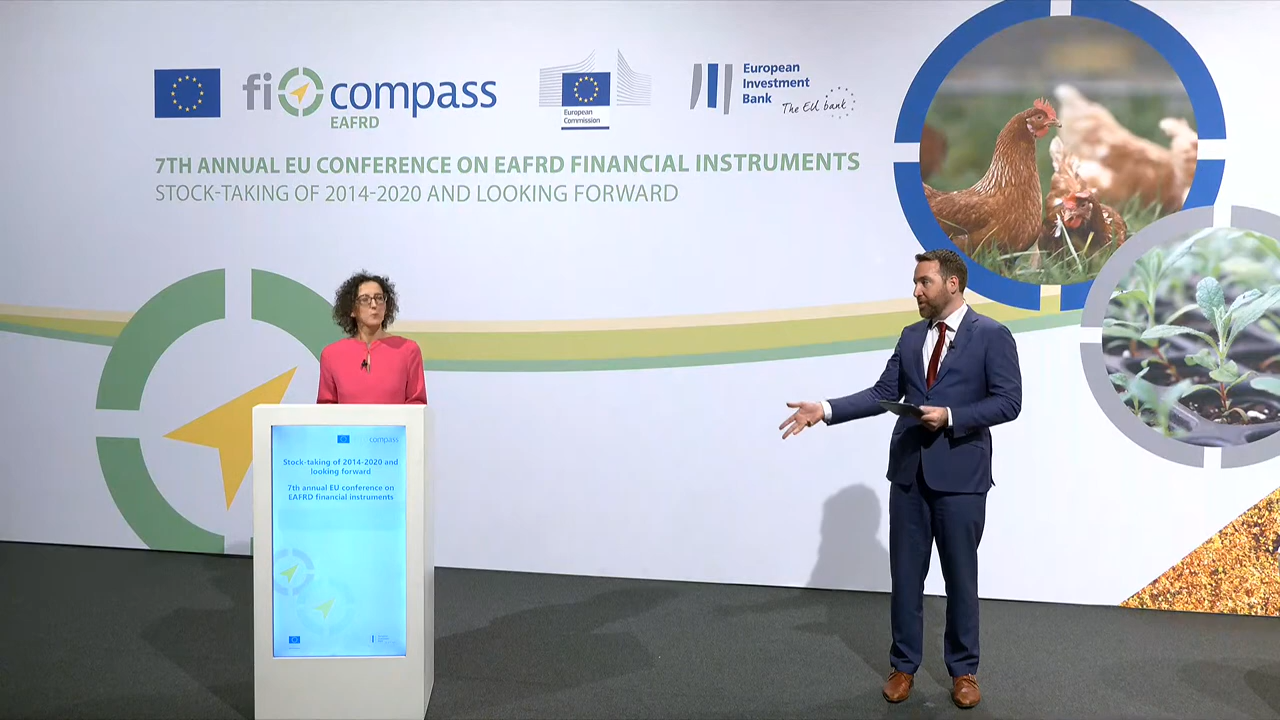 fi compass
EAFRD
European
Commission
European
Investment
Bank
The EU bank
7TH ANNUAL EU CONFERENCE ON EAFRD FINANCIAL INSTRUMENTS
STOCK-TAKING OF 2014-2020 AND LOOKING FORWARD
compass
Stock-taking of 2014-2020 and
looking forward
7th annual EU conference on
EAFRD financial instruments